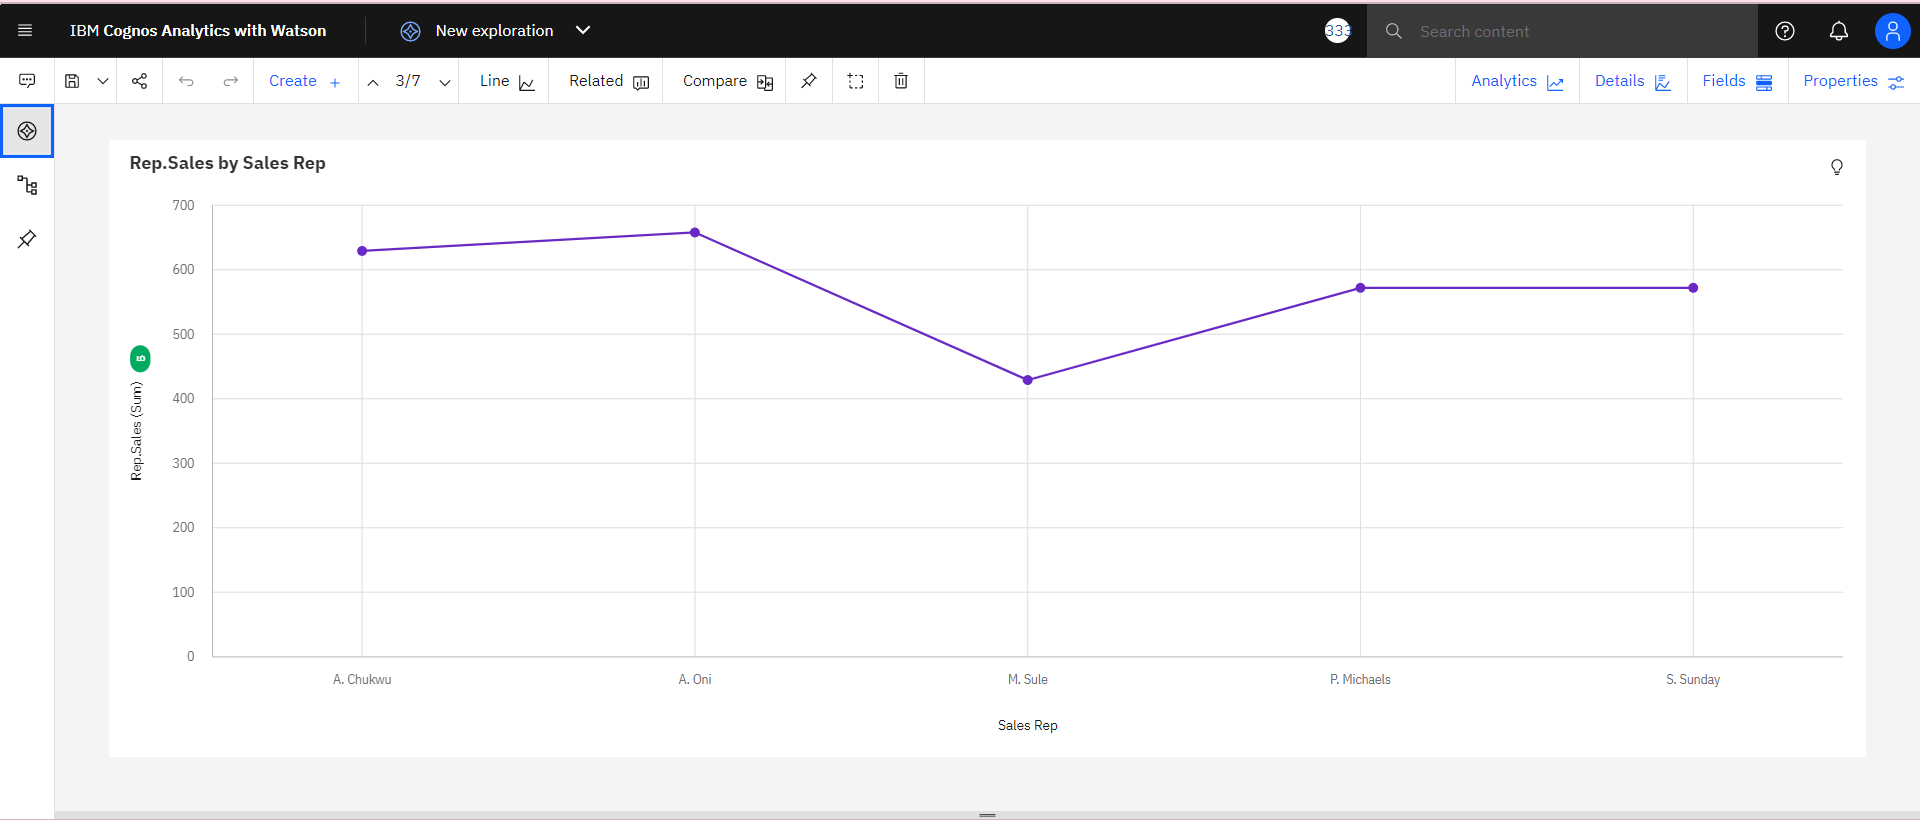 IBM Cognos Analytics with Watson
New exploration
333
Search content
Create +
3/7
Line
Related
Compare
Analytics
Details
Fields
Properties
Rep.Sales by Sales Rep
700
600
500
400
300
200
100
0
Rep.Sales (Sum)
5
A. Chukwu
A. Oni
M. Sule
P. Michaels
S. Sunday
Sales Rep